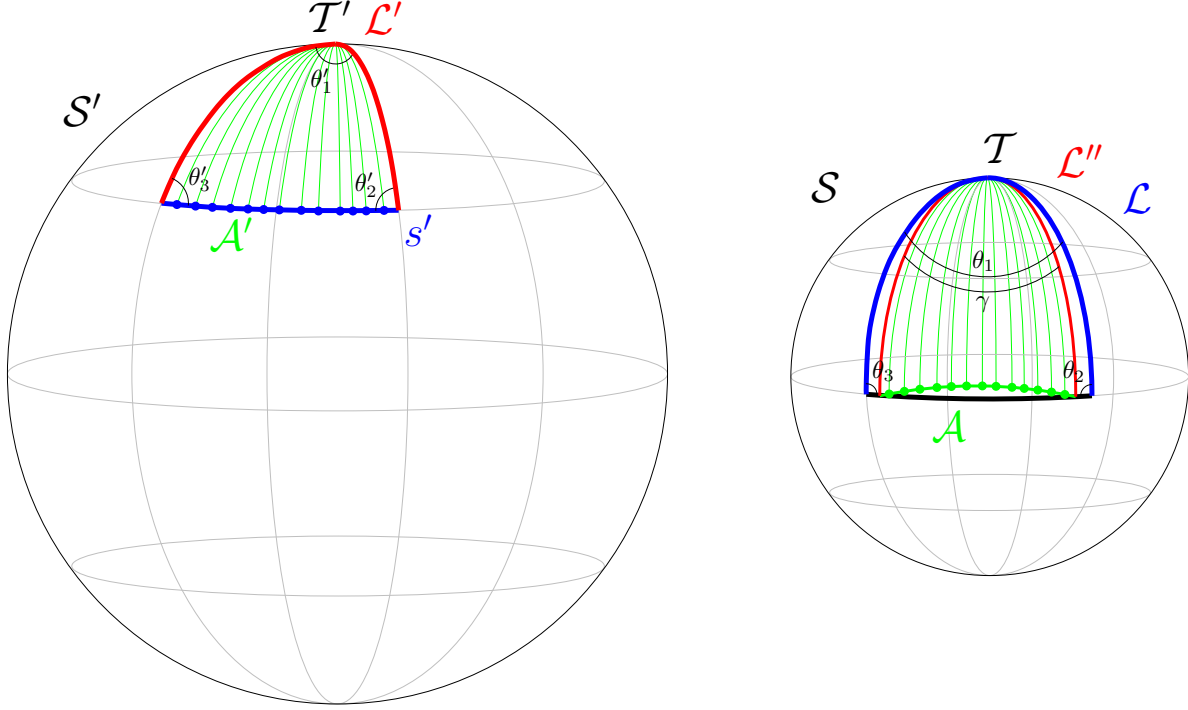 𝒯′ ℒ′
θ′₁
𝒮′
θ′₃ θ′₂
𝒜′ s′
𝒯
ℒ″
𝒮 ℒ
θ₁
γ
θ₃ θ₂
𝒜